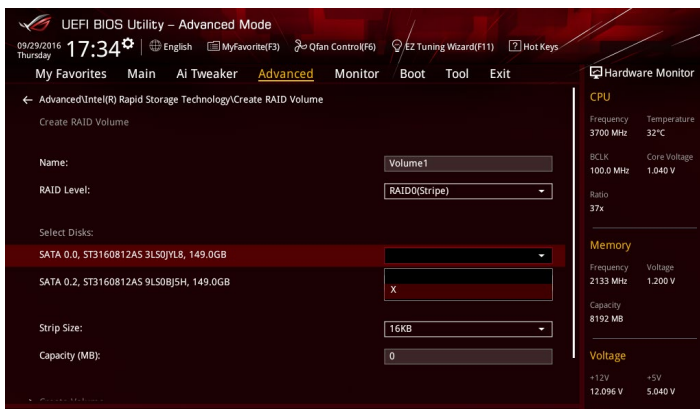 UEFI BIOS Utility – Advanced Mode
09/29/2016
Thursday
17:34
English
MyFavorite(F3)
Qfan Control(F6)
EZ Tuning Wizard(F11)
? Hot Keys
My Favorites Main Ai Tweaker Advanced Monitor Boot Tool Exit
Advanced\Intel(R) Rapid Storage Technology\Create RAID Volume
Create RAID Volume
Name: Volume1
RAID Level: RAID0(Stripe)
Select Disks:
SATA 0.0, ST3160812AS 3LS0JYL8, 149.0GB
SATA 0.2, ST3160812AS 9LS0BJ5H, 149.0GB
X
Strip Size: 16KB
Capacity (MB): 0
Create Volume
Hardware Monitor
CPU
Frequency Temperature
3700 MHz 32°C
BCLK Core Voltage
100.0 MHz 1.040 V
Ratio
37x
Memory
Frequency Voltage
2133 MHz 1.200 V
Capacity
8192 MB
Voltage
+12V +5V
12.096 V 5.040 V